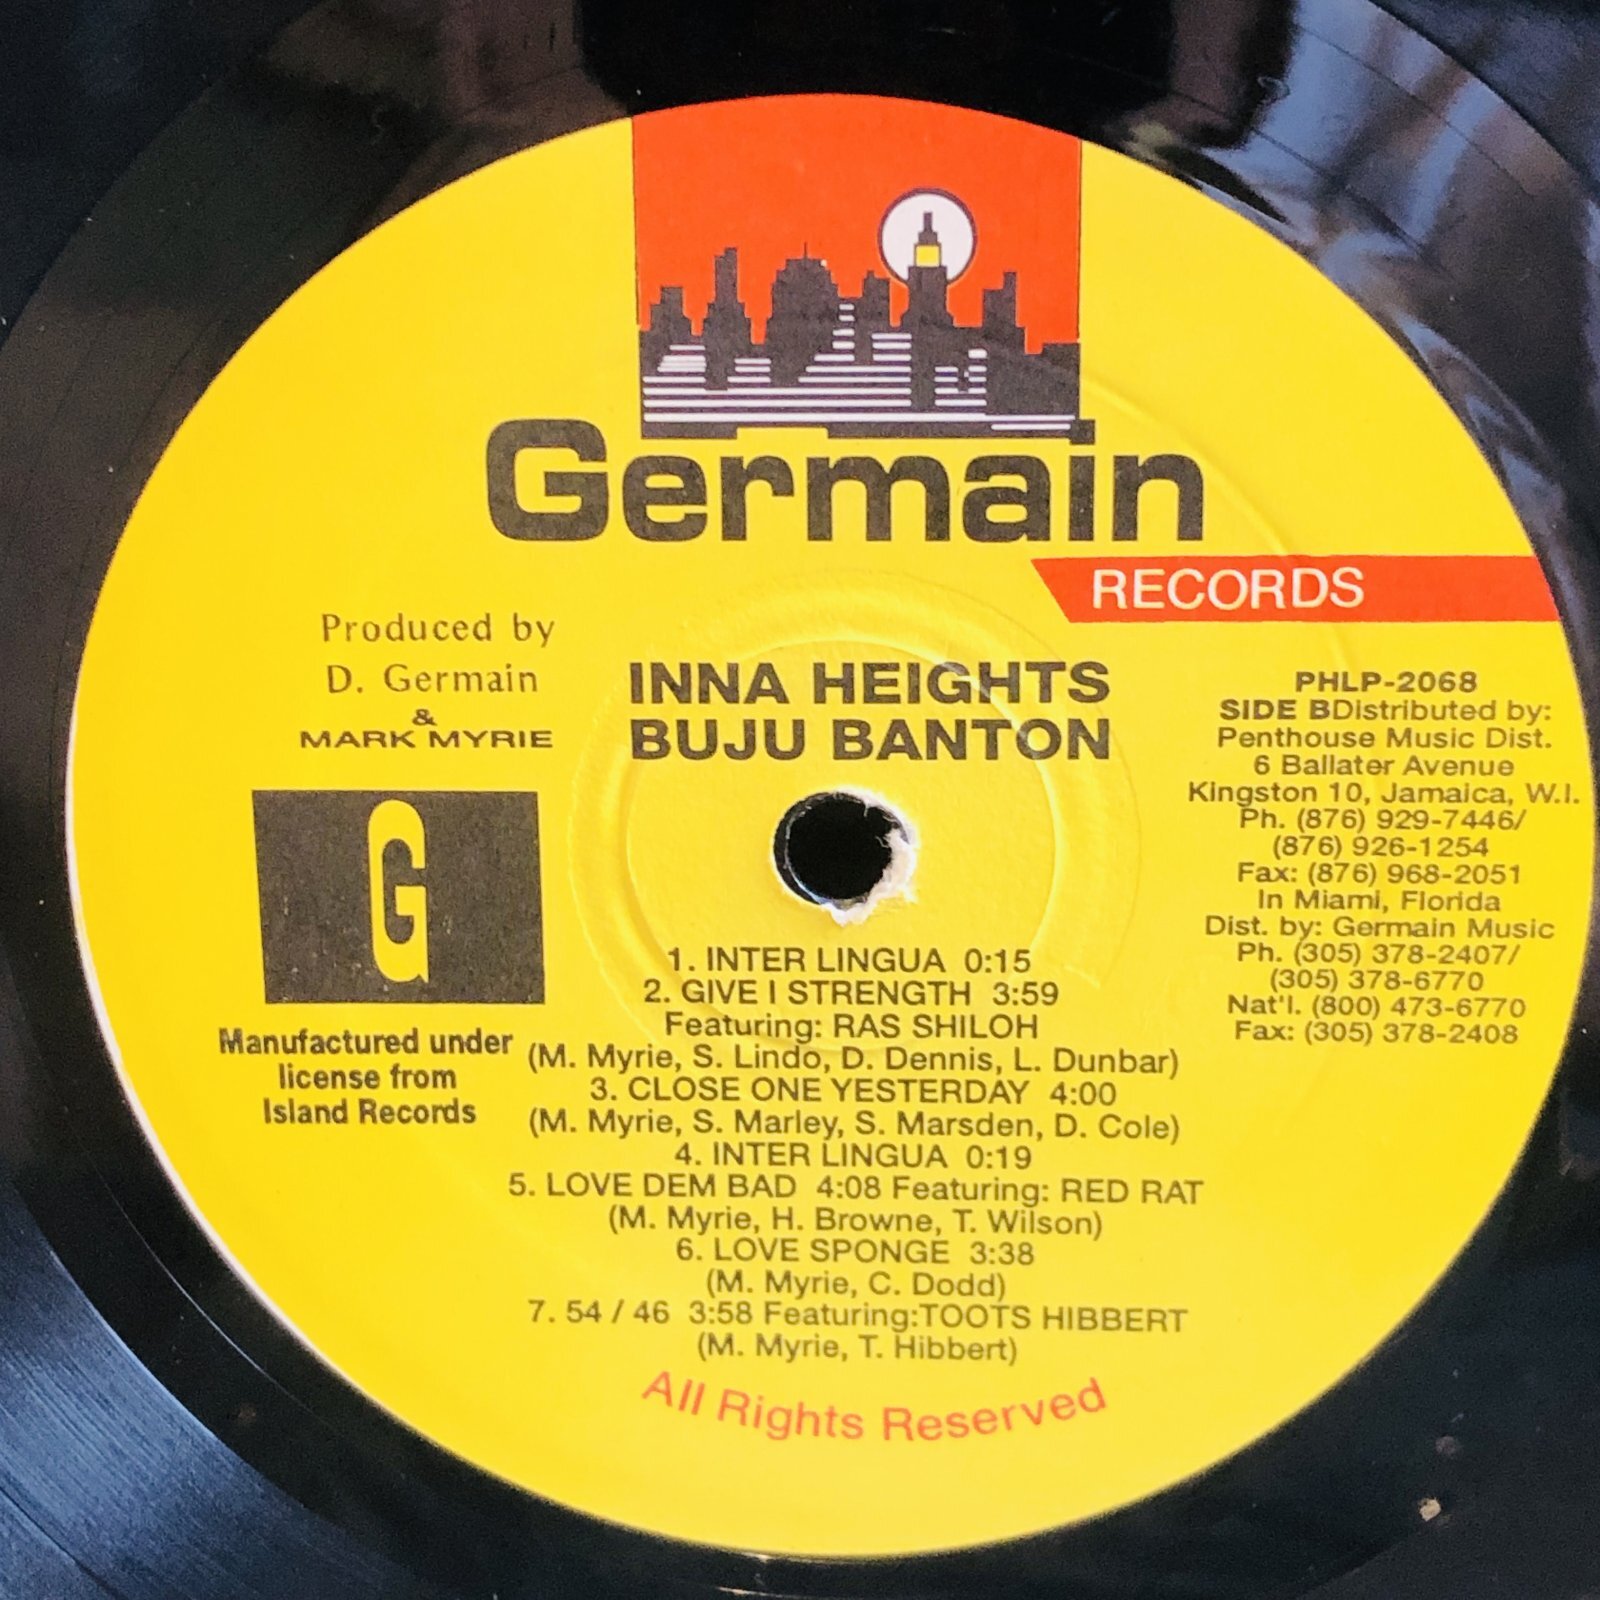 Germain
RECORDS
Produced by
D. Germain
&
MARK MYRIE
INNA HEIGHTS
BUJU BANTON
PHLP-2068
SIDE BDistributed by:
Penthouse Music Dist.
6 Ballater Avenue
Kingston 10, Jamaica, W.I.
Ph. (876) 929-7446/
(876) 926-1254
Fax: (876) 968-2051
In Miami, Florida
Dist. by: Germain Music
Ph. (305) 378-2407/
(305) 378-6770
Nat'l. (800) 473-6770
Fax: (305) 378-2408
G
Manufactured under
license from
Island Records
1. INTER LINGUA 0:15
2. GIVE I STRENGTH 3:59
Featuring: RAS SHILOH
(M. Myrie, S. Lindo, D. Dennis, L. Dunbar)
3. CLOSE ONE YESTERDAY 4:00
(M. Myrie, S. Marley, S. Marsden, D. Cole)
4. INTER LINGUA 0:19
5. LOVE DEM BAD 4:08 Featuring: RED RAT
(M. Myrie, H. Browne, T. Wilson)
6. LOVE SPONGE 3:38
(M. Myrie, C. Dodd)
7. 54 / 46 3:58 Featuring:TOOTS HIBBERT
(M. Myrie, T. Hibbert)
All Rights Reserved